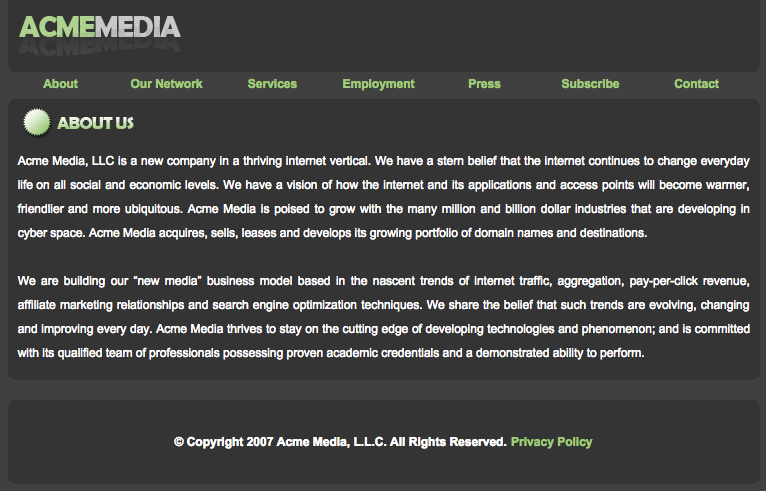 ACMEMEDIA
About Our Network Services Employment Press Subscribe Contact
ABOUT US
Acme Media, LLC is a new company in a thriving internet vertical. We have a stern belief that the internet continues to change everyday
life on all social and economic levels. We have a vision of how the internet and its applications and access points will become warmer,
friendlier and more ubiquitous. Acme Media is poised to grow with the many million and billion dollar industries that are developing in
cyber space. Acme Media acquires, sells, leases and develops its growing portfolio of domain names and destinations.
We are building our "new media" business model based in the nascent trends of internet traffic, aggregation, pay-per-click revenue,
affiliate marketing relationships and search engine optimization techniques. We share the belief that such trends are evolving, changing
and improving every day. Acme Media thrives to stay on the cutting edge of developing technologies and phenomenon; and is committed
with its qualified team of professionals possessing proven academic credentials and a demonstrated ability to perform.
© Copyright 2007 Acme Media, L.L.C. All Rights Reserved. Privacy Policy